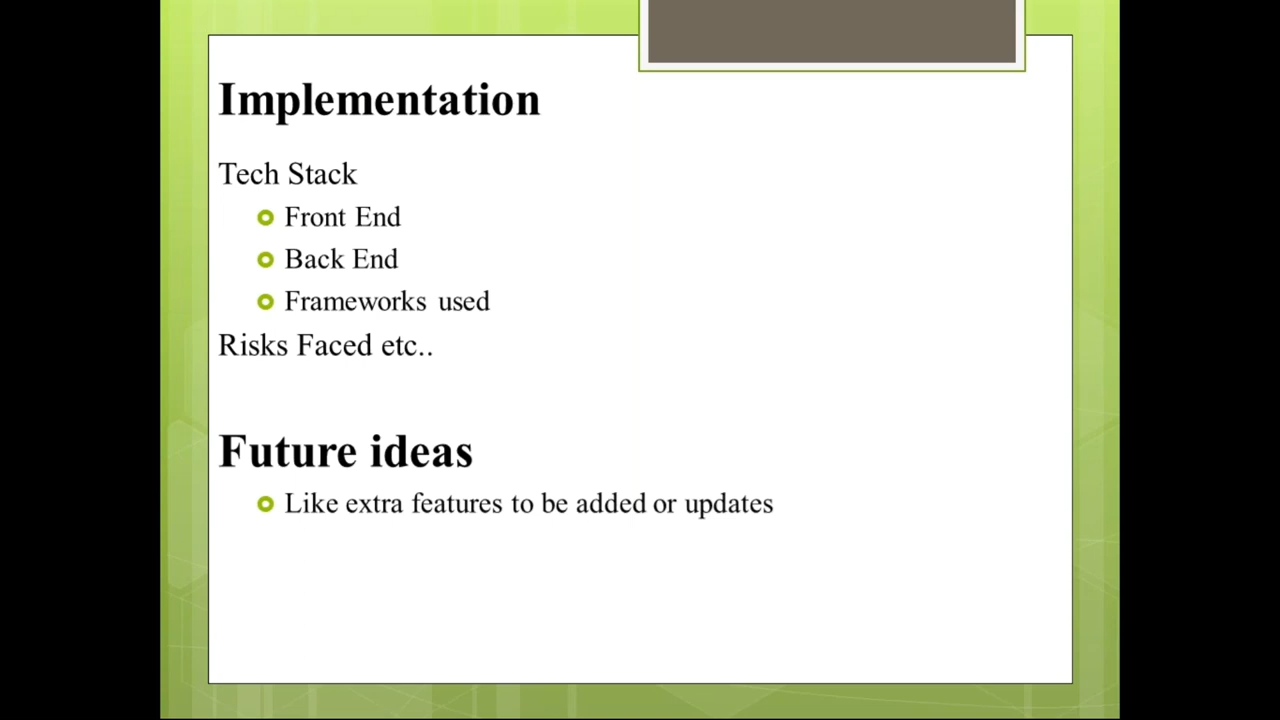 Implementation
Tech Stack
Front End
Back End
Frameworks used
Risks Faced etc..
Future ideas
Like extra features to be added or updates